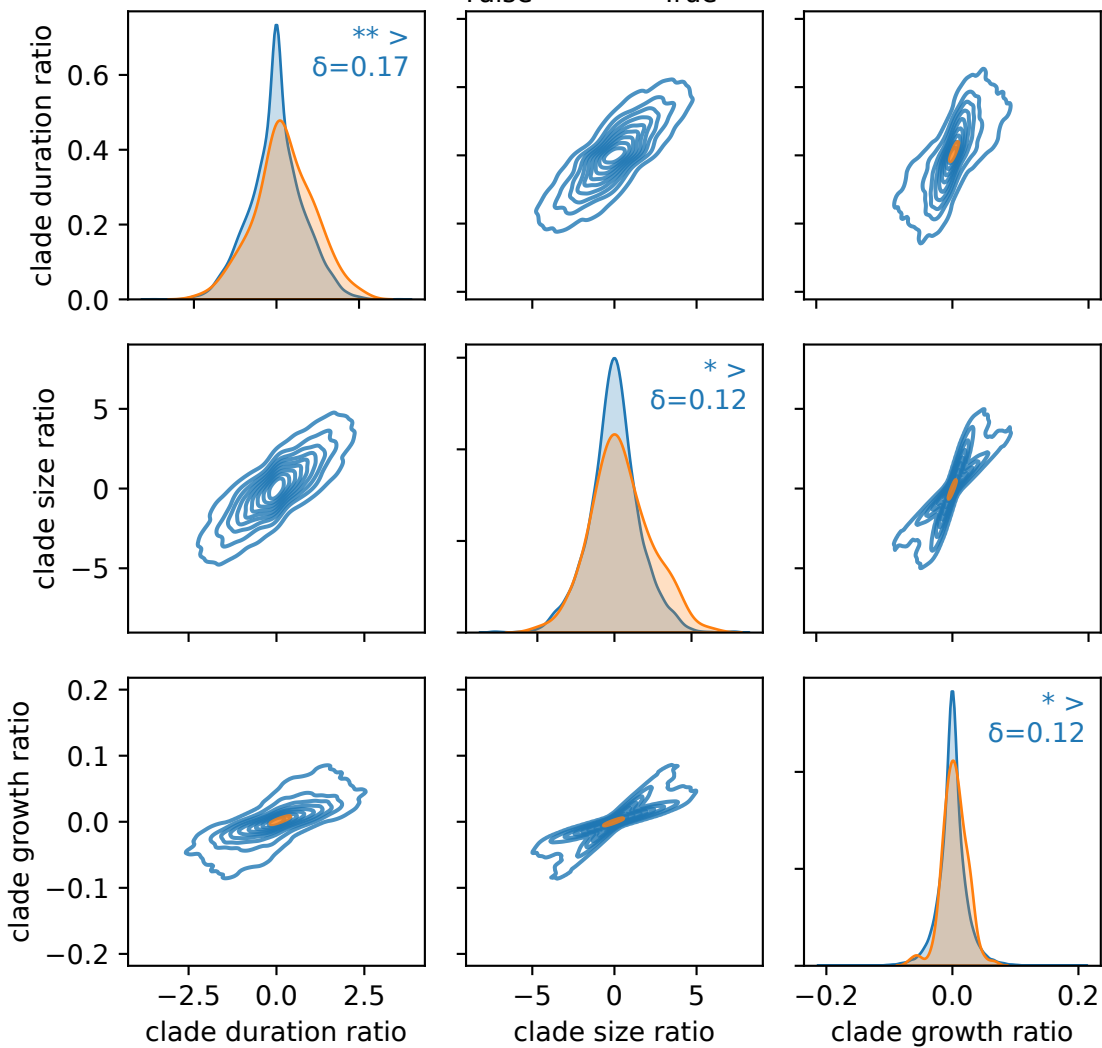 True
clade duration ratio
0.6
0.4
0.2
0.0
** >
δ=0.17
clade size ratio
5
0
−5
* >
δ=0.12
clade growth ratio
0.2
0.1
0.0
−0.1
−0.2
* >
δ=0.12
−2.5 0.0 2.5
−5 0 5
−0.2 0.0 0.2
clade duration ratio
clade size ratio
clade growth ratio